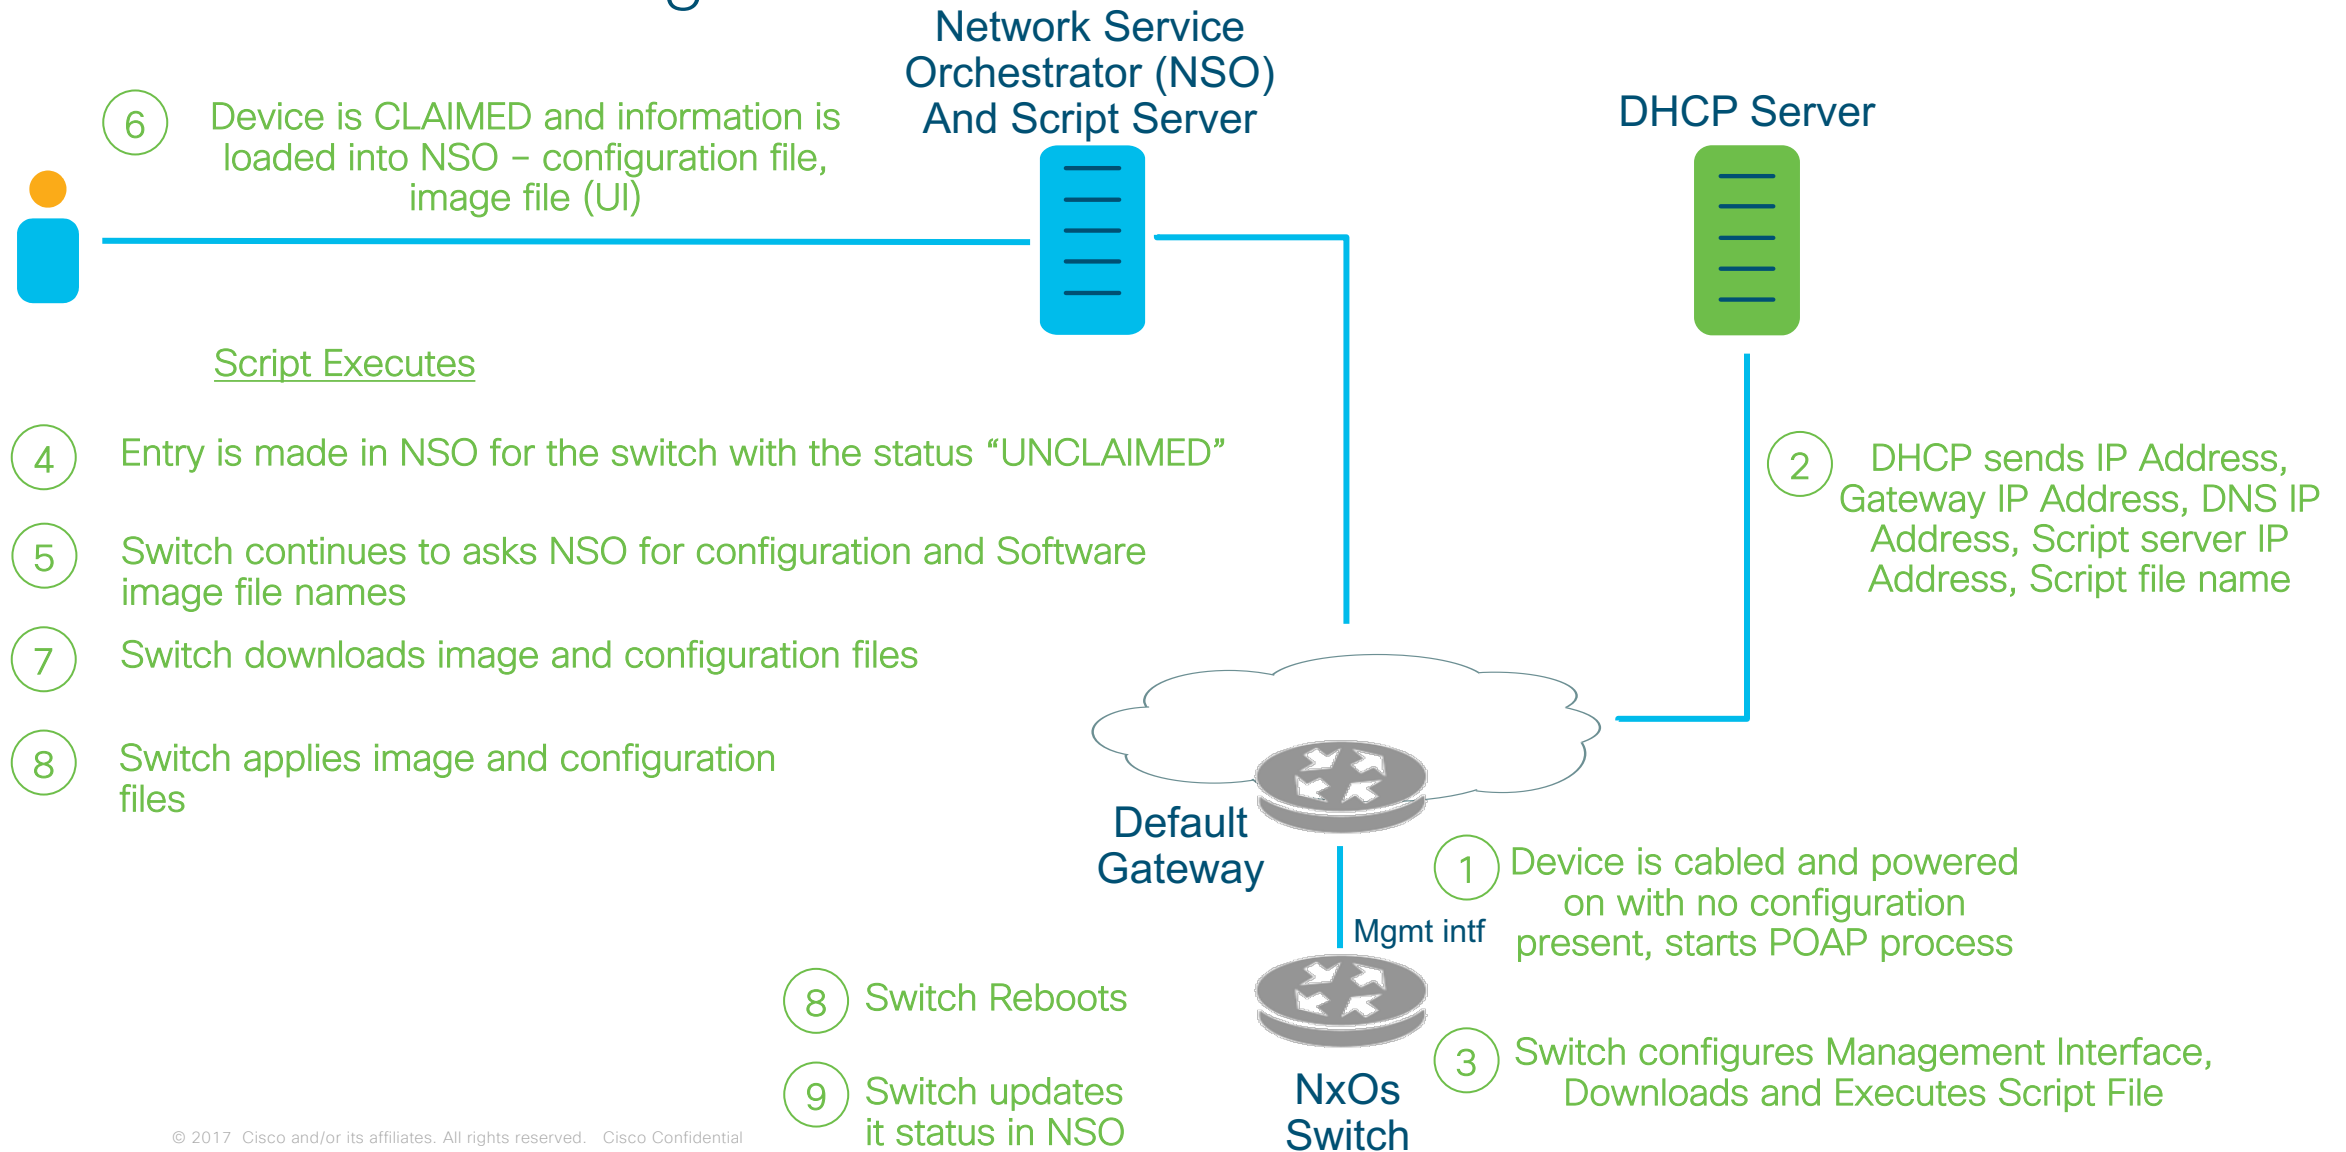 Network Service
Orchestrator (NSO)
And Script Server
DHCP Server
6
Device is CLAIMED and information is
loaded into NSO – configuration file,
image file (UI)
Script Executes
4
Entry is made in NSO for the switch with the status “UNCLAIMED”
5
Switch continues to asks NSO for configuration and Software
image file names
7
Switch downloads image and configuration files
8
Switch applies image and configuration
files
2
DHCP sends IP Address,
Gateway IP Address, DNS IP
Address, Script server IP
Address, Script file name
Default
Gateway
1
Device is cabled and powered
on with no configuration
present, starts POAP process
Mgmt intf
8
Switch Reboots
9
Switch updates
it status in NSO
NxOs
Switch
3
Switch configures Management Interface,
Downloads and Executes Script File
© 2017 Cisco and/or its affiliates. All rights reserved. Cisco Confidential